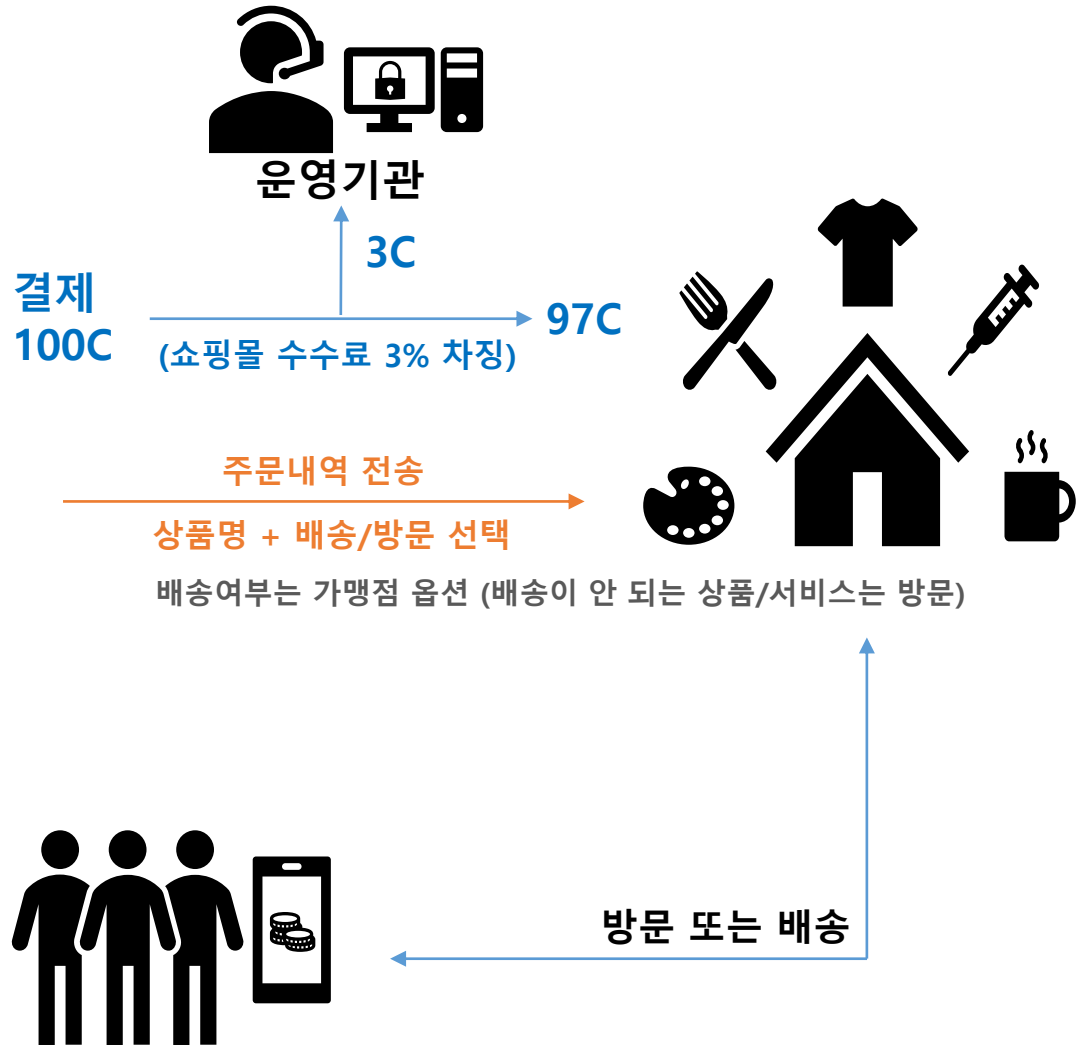 운영기관
3C
결제
100C
97C
(쇼핑몰 수수료 3% 차징)
주문내역 전송
상품명 + 배송/방문 선택
배송여부는 가맹점 옵션 (배송이 안 되는 상품/서비스는 방문)
방문 또는 배송